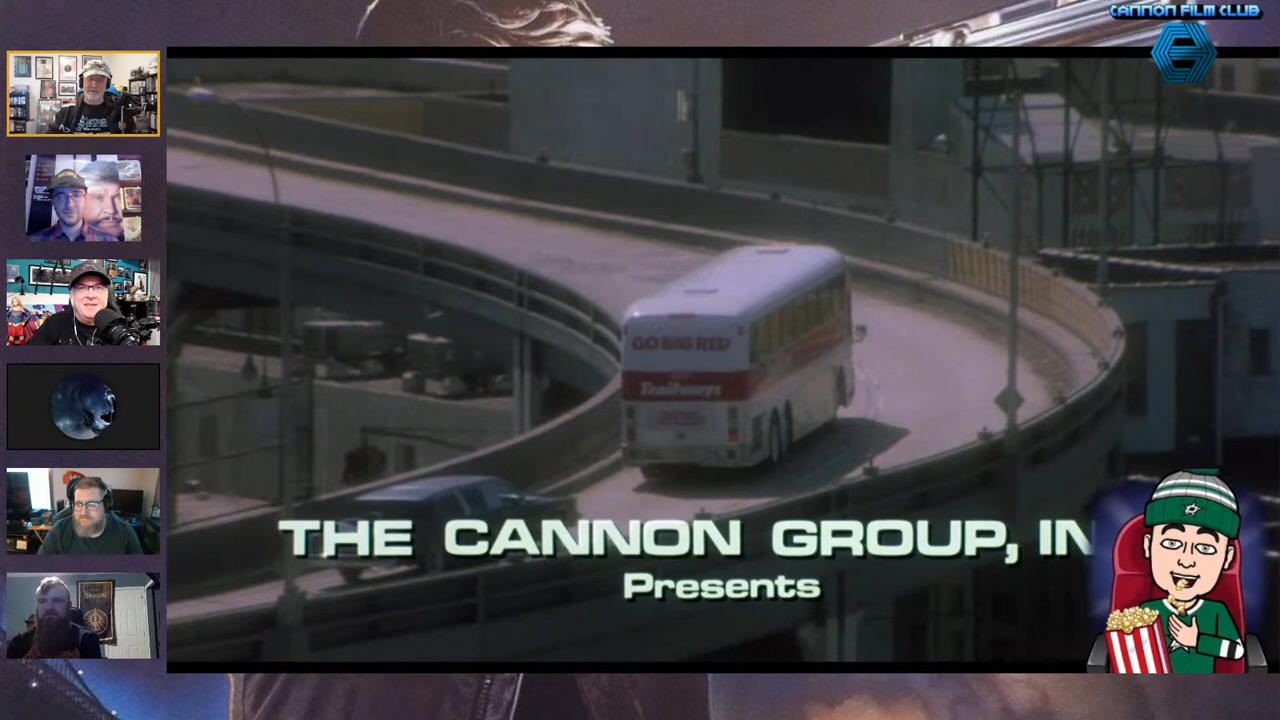 CANNON FILM CLUB
GO BIG RED
Trailways
THE CANNON GROUP, IN
Presents